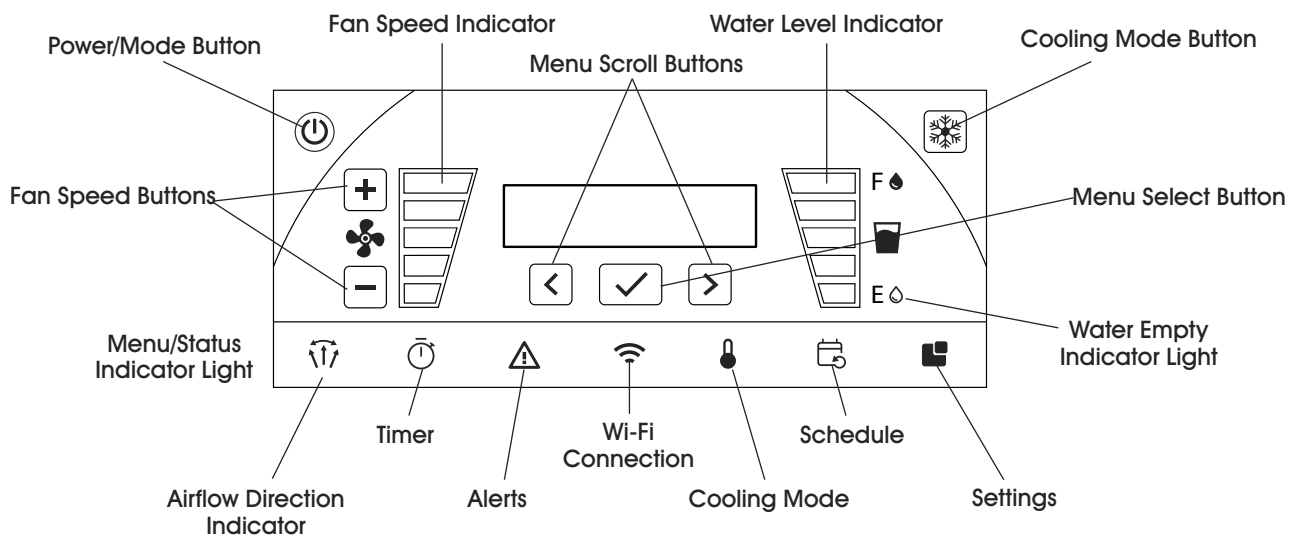 Fan Speed Indicator
Water Level Indicator
Power/Mode Button
Cooling Mode Button
Menu Scroll Buttons
F
Fan Speed Buttons
Menu Select Button
E
Menu/Status
Indicator Light
Water Empty
Indicator Light
Timer
Wi-Fi
Connection
Schedule
Airflow Direction
Indicator
Alerts
Cooling Mode
Settings